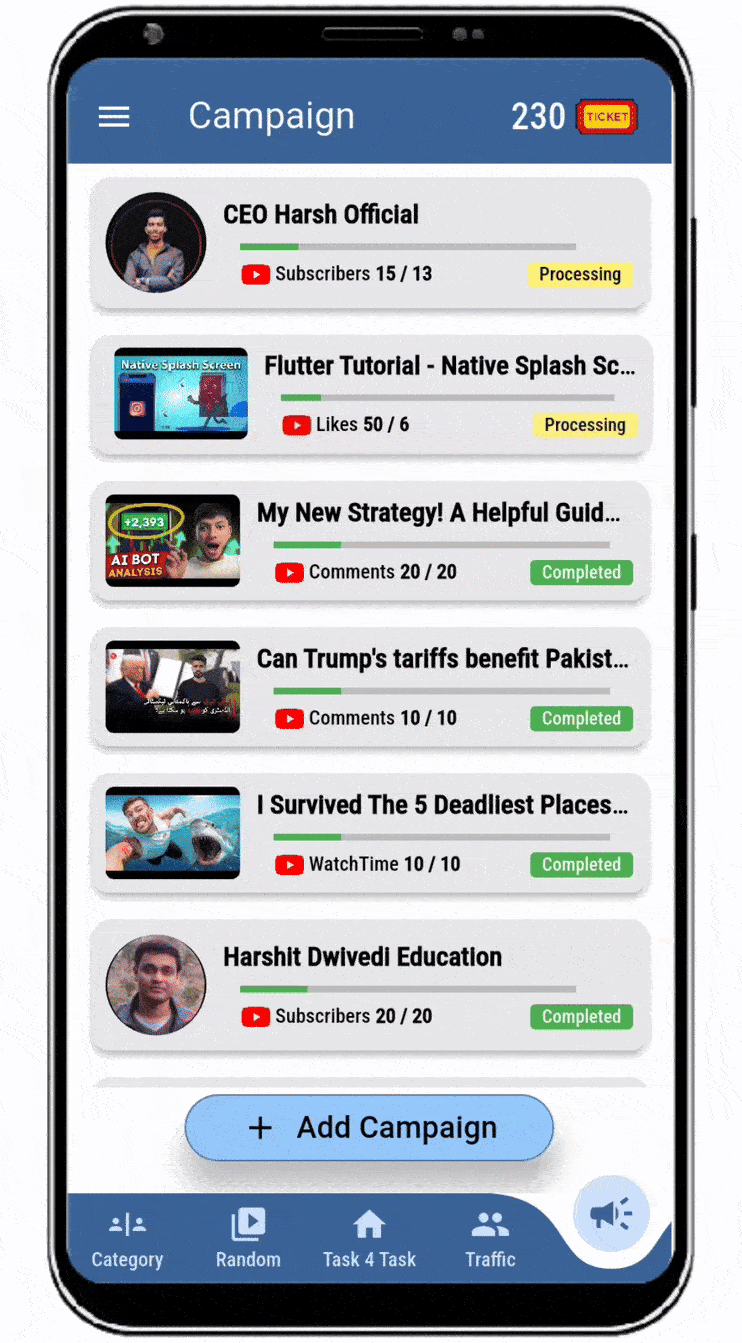 Campaign
230
TICKET
CEO Harsh Official
Subscribers 15 / 13
Processing
Native Splash Screen
Flutter Tutorial - Native Splash Sc...
Likes 50 / 6
Processing
+2,393
AI BOT
ANALYSIS
My New Strategy! A Helpful Guid...
Comments 20 / 20
Completed
Can Trump's tariffs benefit Pakist...
Comments 10 / 10
Completed
I Survived The 5 Deadliest Places...
WatchTime 10 / 10
Completed
Harshit Dwivedi Education
Subscribers 20 / 20
Completed
+ Add Campaign
Category
Random
Task 4 Task
Traffic